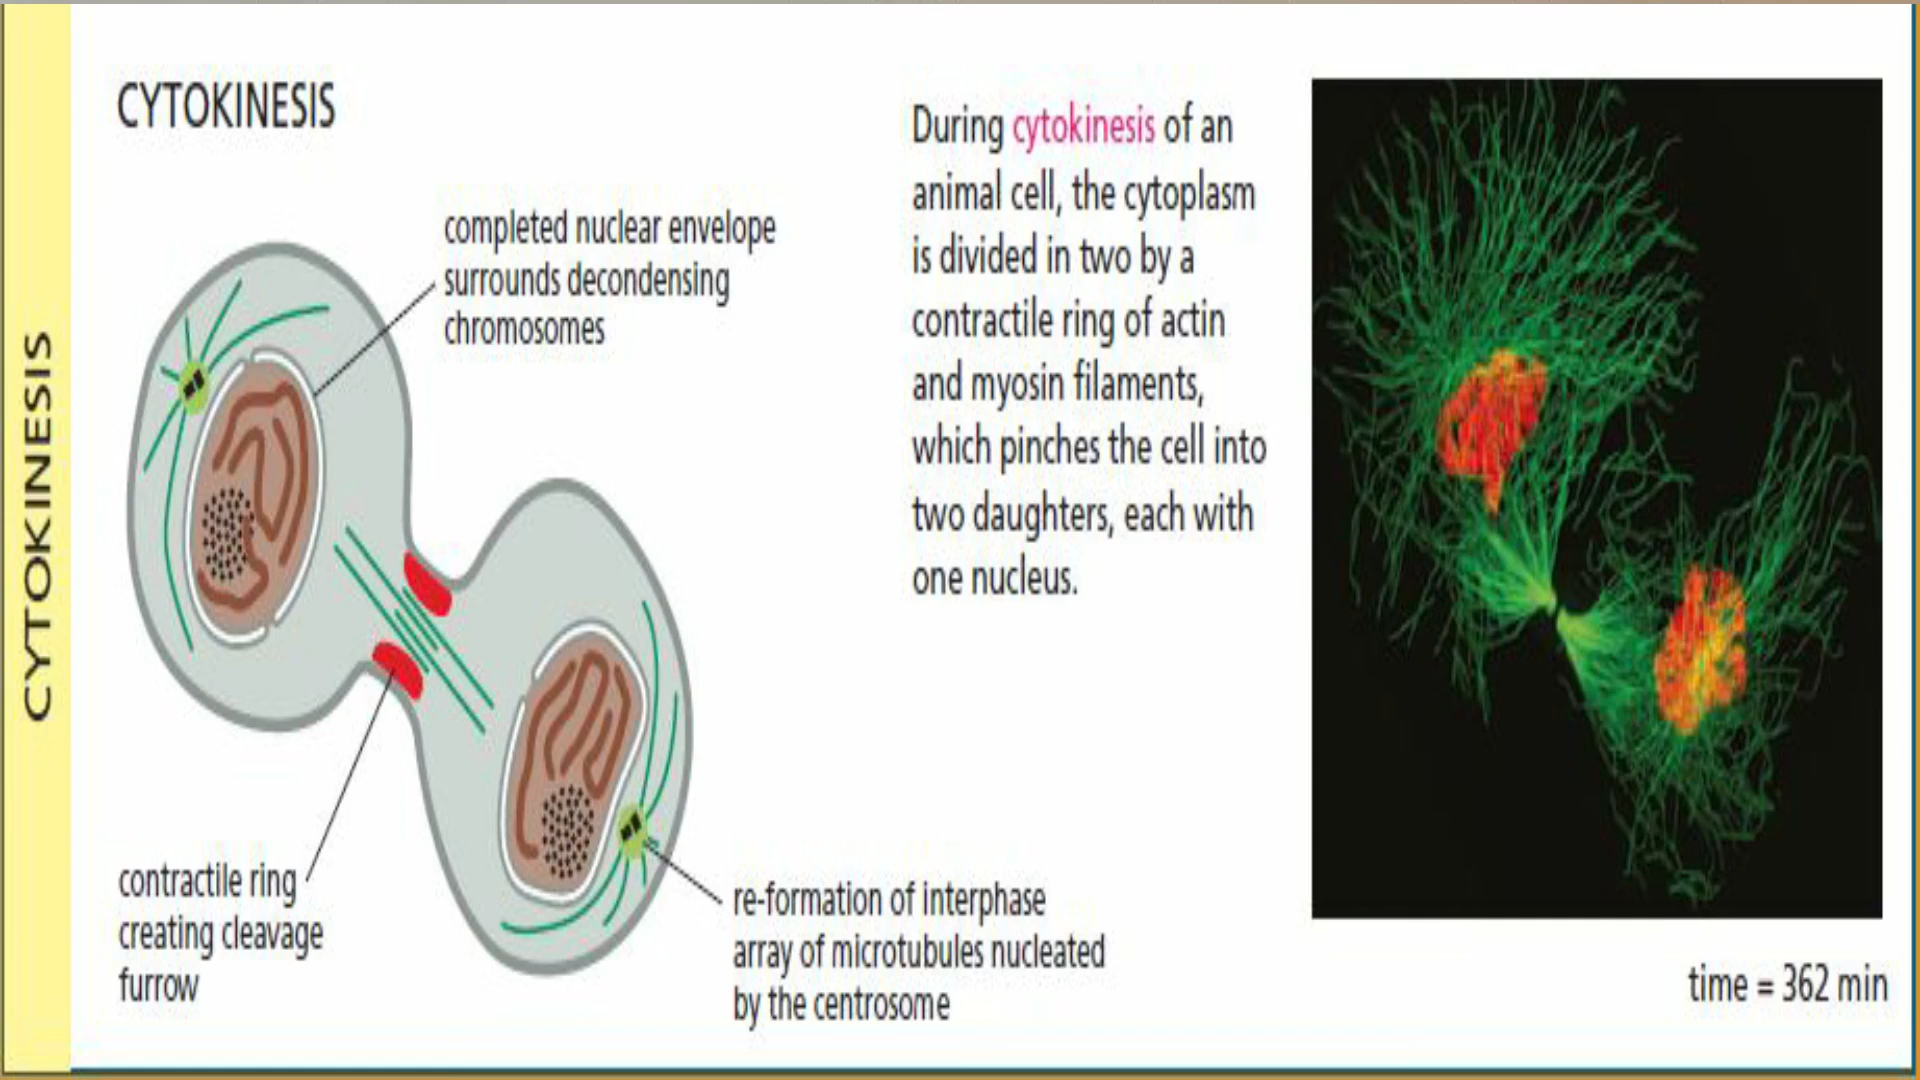 CYTOKINESIS
CYTOKINESIS
completed nuclear envelope
surrounds decondensing
chromosomes
contractile ring
creating cleavage
furrow
re-formation of interphase
array of microtubules nucleated
by the centrosome
During cytokinesis of an
animal cell, the cytoplasm
is divided in two by a
contractile ring of actin
and myosin filaments,
which pinches the cell into
two daughters, each with
one nucleus.
time = 362 min